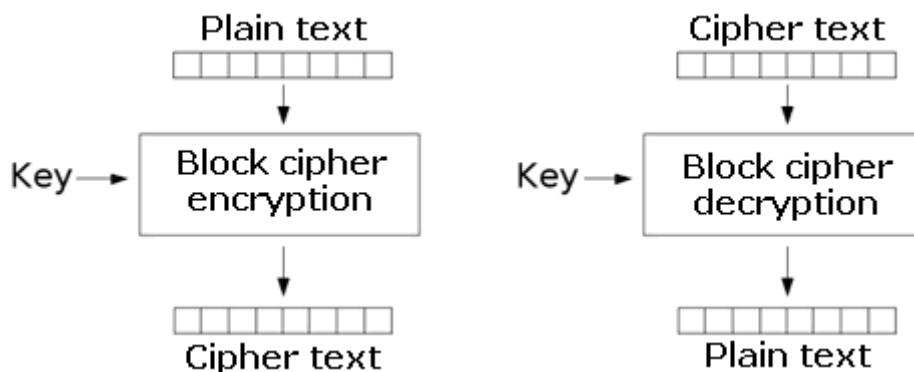 Plain text
Key
Block cipher
encryption
Cipher text
Cipher text
Key
Block cipher
decryption
Plain text